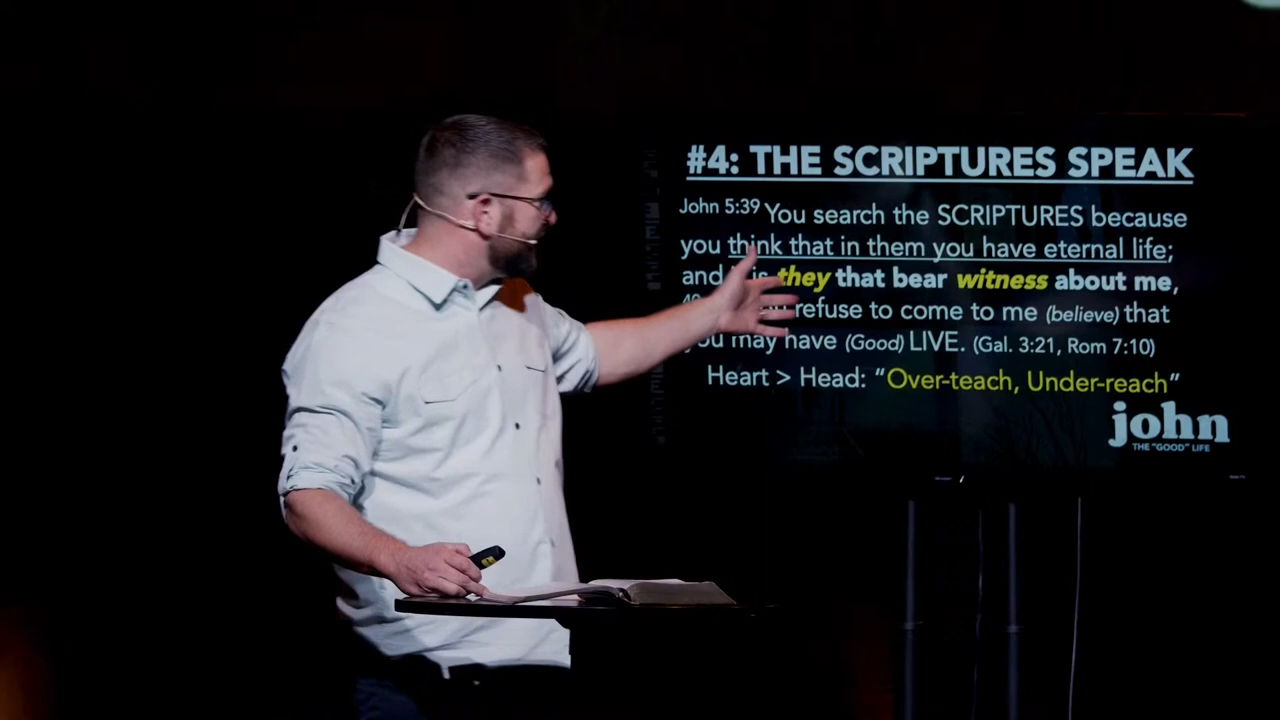 #4: THE SCRIPTURES SPEAK
John 5:39 You search the SCRIPTURES because
you think that in them you have eternal life;
and is they that bear witness about me,
refuse to come to me (believe) that
you may have (Good) LIVE. (Gal. 3:21, Rom 7:10)
Heart > Head: "Over-teach, Under-reach"
john
THE "GOOD" LIFE